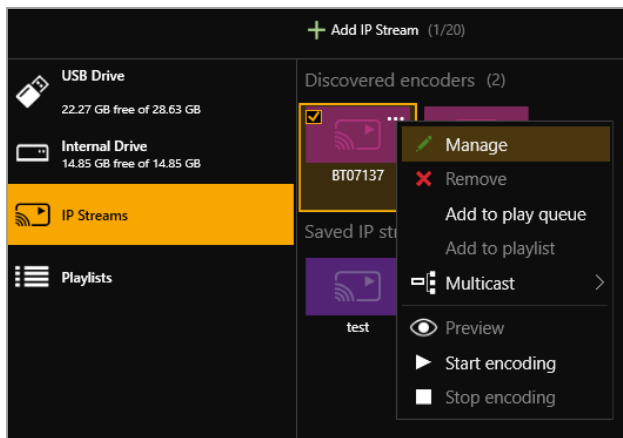 Add IP Stream (1/20)
USB Drive
22.27 GB free of 28.63 GB
Internal Drive
14.85 GB free of 14.85 GB
IP Streams
Playlists
Discovered encoders (2)
BT07137
Saved IP str
test
Manage
Remove
Add to play queue
Add to playlist
Multicast
Preview
Start encoding
Stop encoding